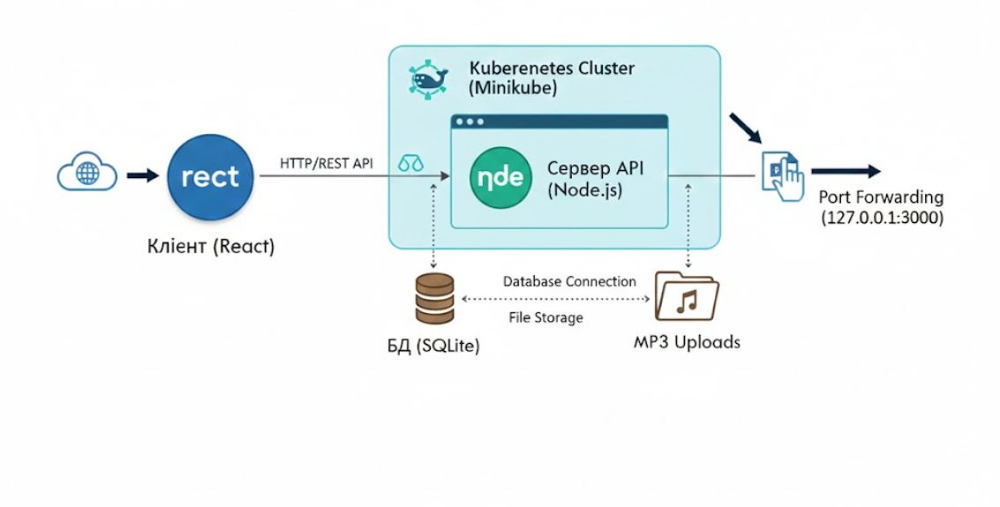 Kuberenetes Cluster
(Minikube)
rect
HTTP/REST API
nde
Сервер API
(Node.js)
Клієнт (React)
Port Forwarding
(127.0.0.1:3000)
Database Connection
File Storage
БД (SQLite)
MP3 Uploads